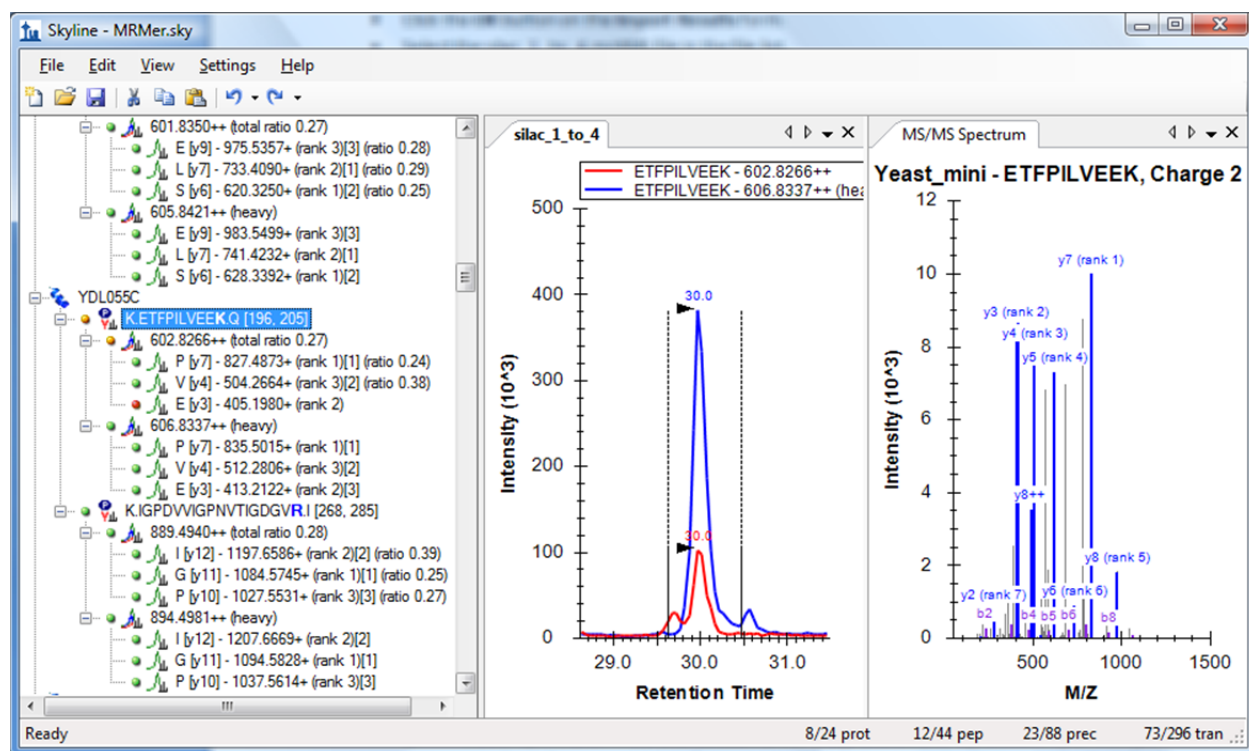 Skyline - MRMer.sky
File Edit View Settings Help
601.8350++ (total ratio 0.27)
E [y9] - 975.5357+ (rank 3)[3] (ratio 0.28)
L [y7] - 733.4090+ (rank 2)[1] (ratio 0.29)
S [y6] - 620.3250+ (rank 1)[2] (ratio 0.25)
605.8421++ (heavy)
E [y9] - 983.5499+ (rank 3)[3]
L [y7] - 741.4232+ (rank 2)[1]
S [y6] - 628.3392+ (rank 1)[2]
YDL055C
K.ETFPILVEEK.Q [196, 205]
602.8266++ (total ratio 0.27)
P [y7] - 827.4873+ (rank 1)[1] (ratio 0.24)
V [y4] - 504.2664+ (rank 3)[2] (ratio 0.38)
E [y3] - 405.1980+ (rank 2)
606.8337++ (heavy)
P [y7] - 835.5015+ (rank 1)[1]
V [y4] - 512.2806+ (rank 3)[2]
E [y3] - 413.2122+ (rank 2)[3]
K.IGPDVVIGPNVTIGDGVR.I [268, 285]
889.4940++ (total ratio 0.28)
I [y12] - 1197.6586+ (rank 2)[2] (ratio 0.39)
G [y11] - 1084.5745+ (rank 1)[1] (ratio 0.25)
P [y10] - 1027.5531+ (rank 3)[3] (ratio 0.27)
894.4981++ (heavy)
I [y12] - 1207.6669+ (rank 2)[2]
G [y11] - 1094.5828+ (rank 1)[1]
P [y10] - 1037.5614+ (rank 3)[3]
silac_1_to_4
ETFPILVEEK - 602.8266++
ETFPILVEEK - 606.8337++ (hea
500
400
300
200
100
0
Intensity (10^3)
30.0
30.0
29.0 30.0 31.0
Retention Time
MS/MS Spectrum
Yeast_mini - ETFPILVEEK, Charge 2
12
10
8
6
4
2
0
Intensity (10^3)
y7 (rank 1)
y3 (rank 2)
y4 (rank 3)
y5 (rank 4)
y8++
y8 (rank 5)
y6 (rank 6)
y2 (rank 7)
b2 b4 b5 b6 b8
500 1000 1500
M/Z
Ready 8/24 prot 12/44 pep 23/88 prec 73/296 tran